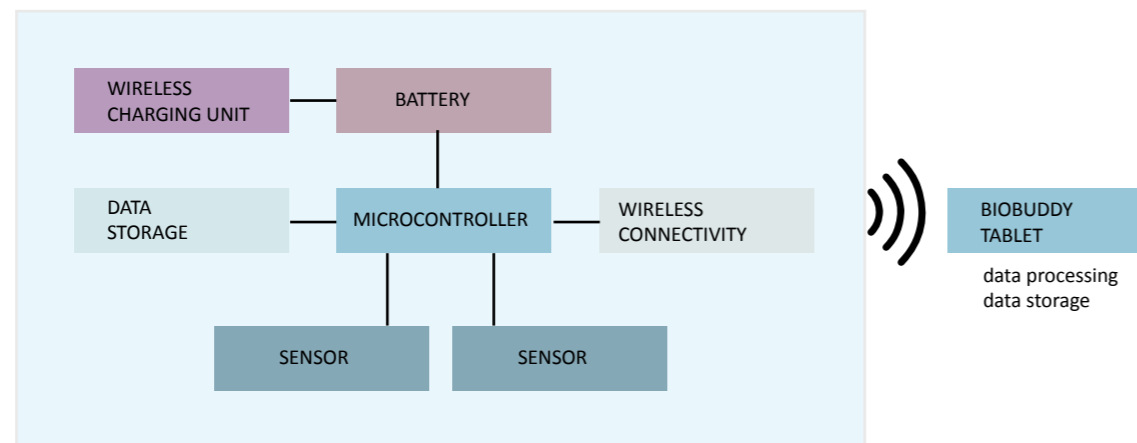 WIRELESS
CHARGING UNIT
BATTERY
DATA
STORAGE
MICROCONTROLLER
WIRELESS
CONNECTIVITY
BIOBUDDY
TABLET
data processing
data storage
SENSOR
SENSOR